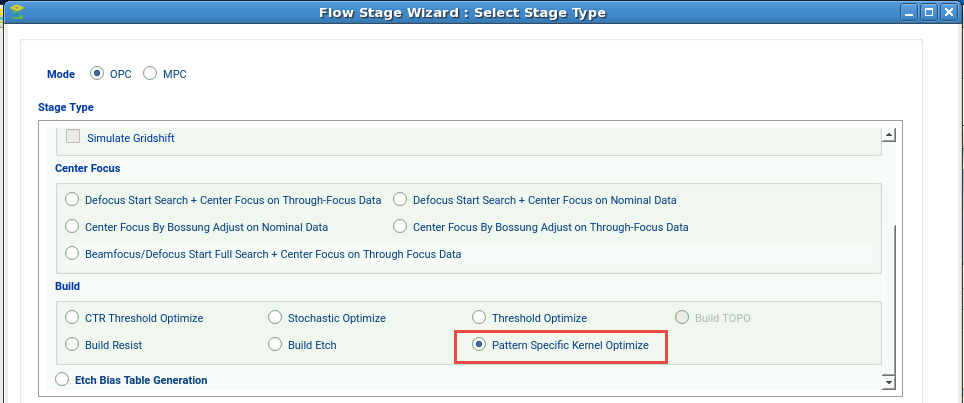 Flow Stage Wizard : Select Stage Type
Mode OPC MPC
Stage Type
Simulate Gridshift
Center Focus
Defocus Start Search + Center Focus on Through-Focus Data Defocus Start Search + Center Focus on Nominal Data
Center Focus By Bossung Adjust on Nominal Data Center Focus By Bossung Adjust on Through-Focus Data
Beamfocus/Defocus Start Full Search + Center Focus on Through Focus Data
Build
CTR Threshold Optimize Stochastic Optimize Threshold Optimize Build TOPO
Build Resist Build Etch Pattern Specific Kernel Optimize
Etch Bias Table Generation